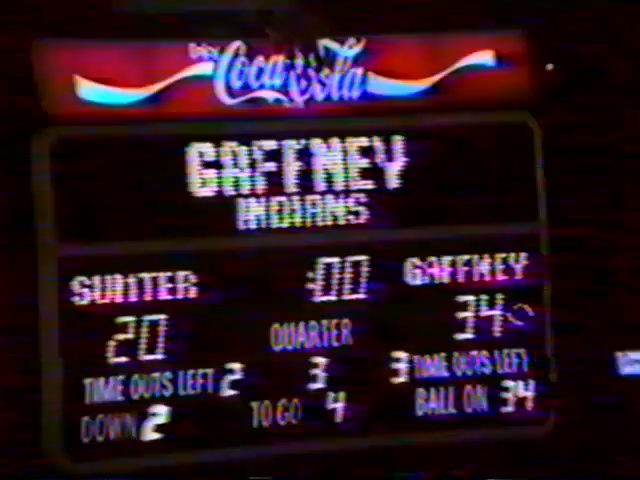 ENJOY
Coca-Cola
GAFFNEY
INDIANS
SUMTER :00 GAFFNEY
20 QUARTER 34
TIME OUTS LEFT 2 3 3 TIME OUTS LEFT
DOWN 2 TO GO 4 BALL ON 34